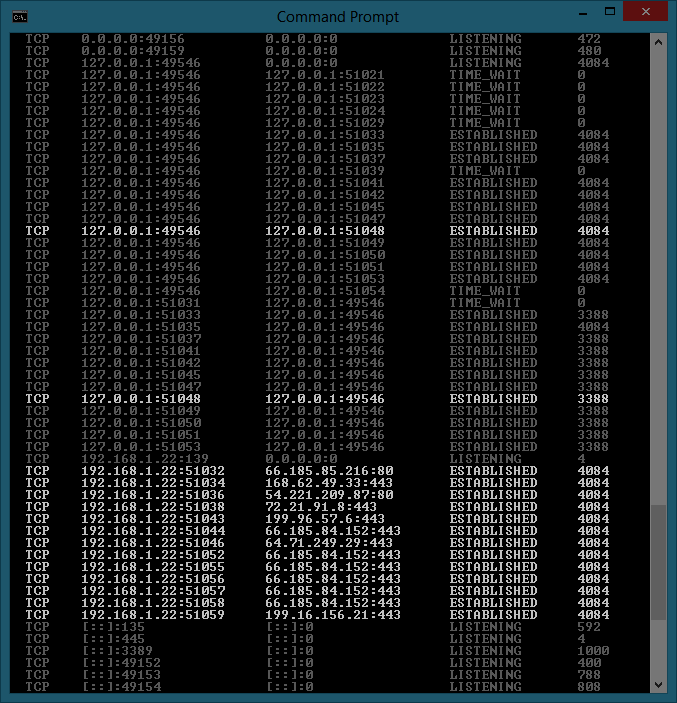 Command Prompt
TCP 0.0.0.0:49156 0.0.0.0:0 LISTENING 472
TCP 0.0.0.0:49159 0.0.0.0:0 LISTENING 480
TCP 127.0.0.1:49546 0.0.0.0:0 LISTENING 4084
TCP 127.0.0.1:49546 127.0.0.1:51021 TIME_WAIT 0
TCP 127.0.0.1:49546 127.0.0.1:51022 TIME_WAIT 0
TCP 127.0.0.1:49546 127.0.0.1:51023 TIME_WAIT 0
TCP 127.0.0.1:49546 127.0.0.1:51024 TIME_WAIT 0
TCP 127.0.0.1:49546 127.0.0.1:51029 TIME_WAIT 0
TCP 127.0.0.1:49546 127.0.0.1:51033 ESTABLISHED 4084
TCP 127.0.0.1:49546 127.0.0.1:51035 ESTABLISHED 4084
TCP 127.0.0.1:49546 127.0.0.1:51037 ESTABLISHED 4084
TCP 127.0.0.1:49546 127.0.0.1:51039 TIME_WAIT 0
TCP 127.0.0.1:49546 127.0.0.1:51041 ESTABLISHED 4084
TCP 127.0.0.1:49546 127.0.0.1:51042 ESTABLISHED 4084
TCP 127.0.0.1:49546 127.0.0.1:51045 ESTABLISHED 4084
TCP 127.0.0.1:49546 127.0.0.1:51047 ESTABLISHED 4084
TCP 127.0.0.1:49546 127.0.0.1:51048 ESTABLISHED 4084
TCP 127.0.0.1:49546 127.0.0.1:51049 ESTABLISHED 4084
TCP 127.0.0.1:49546 127.0.0.1:51050 ESTABLISHED 4084
TCP 127.0.0.1:49546 127.0.0.1:51051 ESTABLISHED 4084
TCP 127.0.0.1:49546 127.0.0.1:51053 ESTABLISHED 4084
TCP 127.0.0.1:49546 127.0.0.1:51054 TIME_WAIT 0
TCP 127.0.0.1:51031 127.0.0.1:49546 TIME_WAIT 0
TCP 127.0.0.1:51033 127.0.0.1:49546 ESTABLISHED 3388
TCP 127.0.0.1:51035 127.0.0.1:49546 ESTABLISHED 4084
TCP 127.0.0.1:51037 127.0.0.1:49546 ESTABLISHED 3388
TCP 127.0.0.1:51041 127.0.0.1:49546 ESTABLISHED 3388
TCP 127.0.0.1:51042 127.0.0.1:49546 ESTABLISHED 3388
TCP 127.0.0.1:51045 127.0.0.1:49546 ESTABLISHED 3388
TCP 127.0.0.1:51047 127.0.0.1:49546 ESTABLISHED 3388
TCP 127.0.0.1:51048 127.0.0.1:49546 ESTABLISHED 3388
TCP 127.0.0.1:51049 127.0.0.1:49546 ESTABLISHED 3388
TCP 127.0.0.1:51050 127.0.0.1:49546 ESTABLISHED 3388
TCP 127.0.0.1:51051 127.0.0.1:49546 ESTABLISHED 3388
TCP 127.0.0.1:51053 127.0.0.1:49546 ESTABLISHED 3388
TCP 192.168.1.22:139 0.0.0.0:0 LISTENING 4
TCP 192.168.1.22:51032 66.185.85.216:80 ESTABLISHED 4084
TCP 192.168.1.22:51034 168.62.49.33:443 ESTABLISHED 4084
TCP 192.168.1.22:51036 54.221.209.87:80 ESTABLISHED 4084
TCP 192.168.1.22:51038 72.21.91.8:443 ESTABLISHED 4084
TCP 192.168.1.22:51043 199.96.57.6:443 ESTABLISHED 4084
TCP 192.168.1.22:51044 66.185.84.152:443 ESTABLISHED 4084
TCP 192.168.1.22:51046 64.71.249.29:443 ESTABLISHED 4084
TCP 192.168.1.22:51052 66.185.84.152:443 ESTABLISHED 4084
TCP 192.168.1.22:51055 66.185.84.152:443 ESTABLISHED 4084
TCP 192.168.1.22:51056 66.185.84.152:443 ESTABLISHED 4084
TCP 192.168.1.22:51057 66.185.84.152:443 ESTABLISHED 4084
TCP 192.168.1.22:51058 66.185.84.152:443 ESTABLISHED 4084
TCP 192.168.1.22:51059 199.16.156.21:443 ESTABLISHED 4084
TCP [::]:135 [::]:0 LISTENING 592
TCP [::]:445 [::]:0 LISTENING 4
TCP [::]:3389 [::]:0 LISTENING 1000
TCP [::]:49152 [::]:0 LISTENING 400
TCP [::]:49153 [::]:0 LISTENING 788
TCP [::]:49154 [::]:0 LISTENING 808